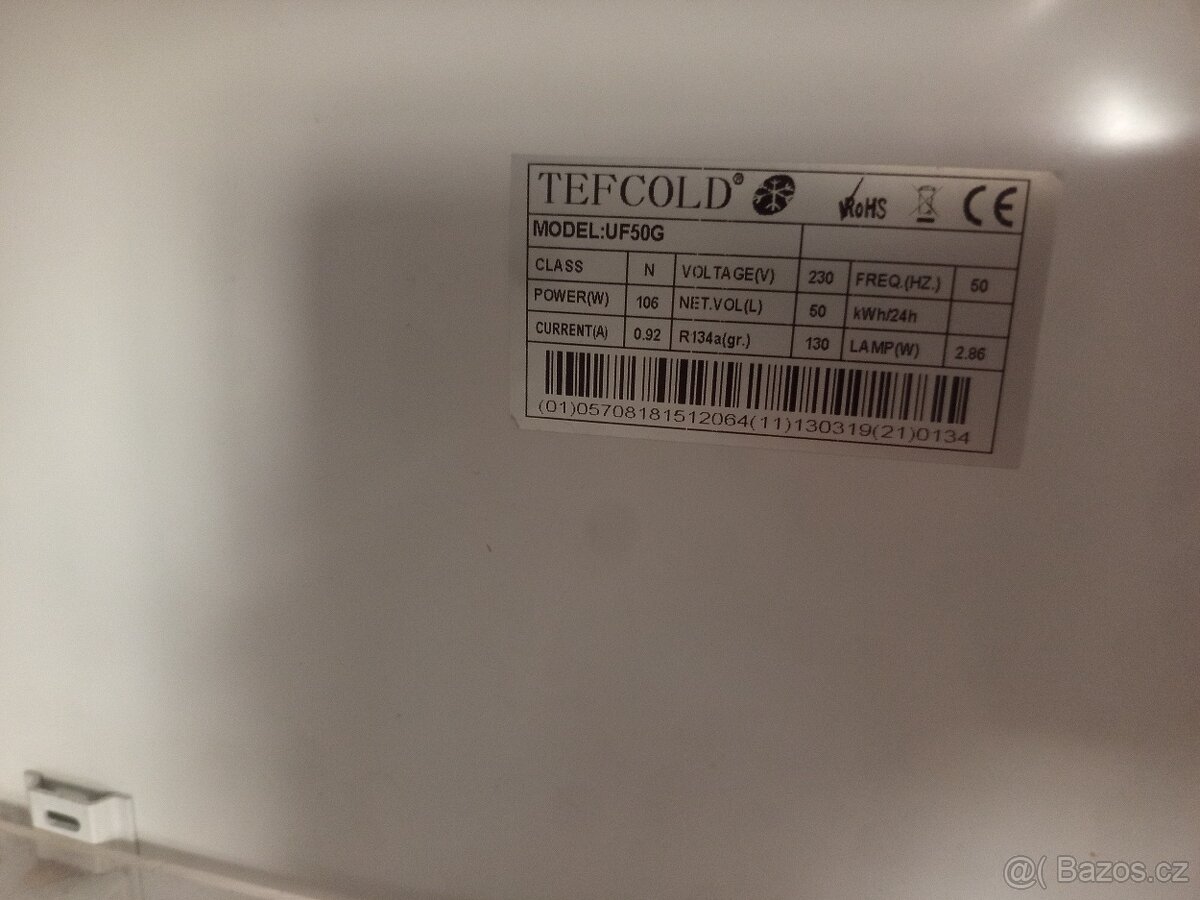 TEFCOLD® RoHS CE
MODEL:UF50G
CLASS N VOLTAGE(V) 230 FREQ.(HZ.) 50
POWER(W) 106 NET.VOL(L) 50 kWh/24h
CURRENT(A) 0.92 R134a(gr.) 130 LAMP(W) 2.86
(01)05708181512064(11)130319(21)0134
@( Bazos.cz